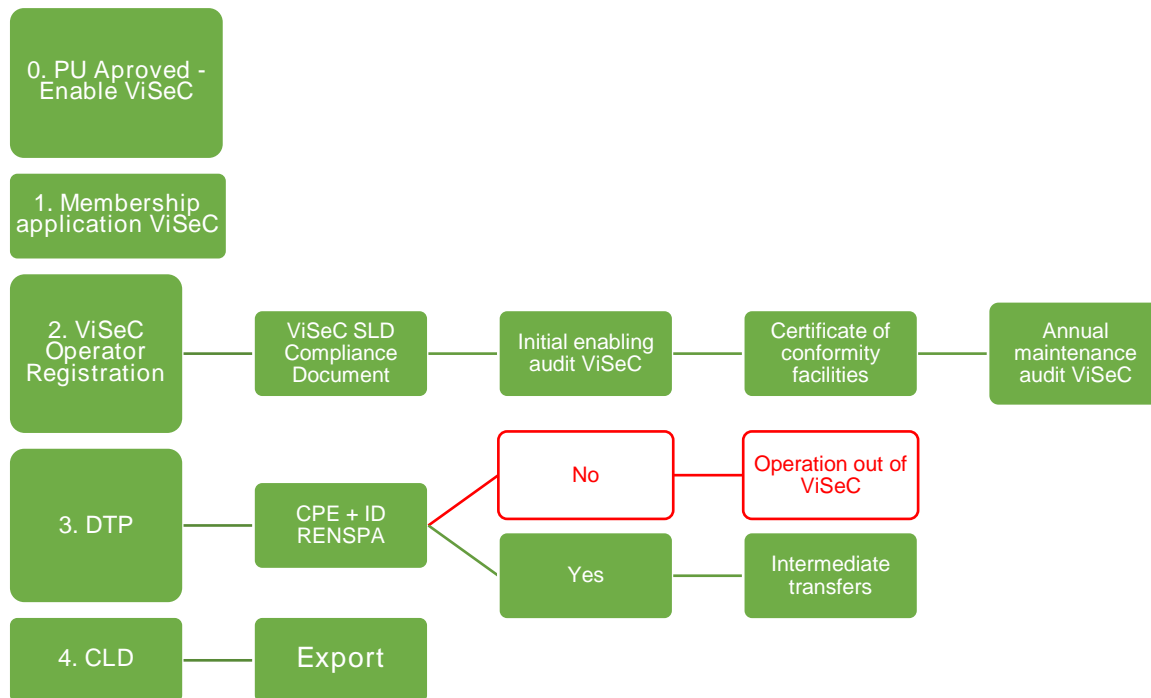 0. PU Aproved -
Enable ViSeC
1. Membership
application ViSeC
2. ViSeC
Operator
Registration
ViSeC SLD
Compliance
Document
Initial enabling
audit ViSeC
Certificate of
conformity
facilities
Annual
maintenance
audit ViSeC
3. DTP
CPE + ID
RENSPA
No
Operation out of
ViSeC
Yes
Intermediate
transfers
4. CLD
Export